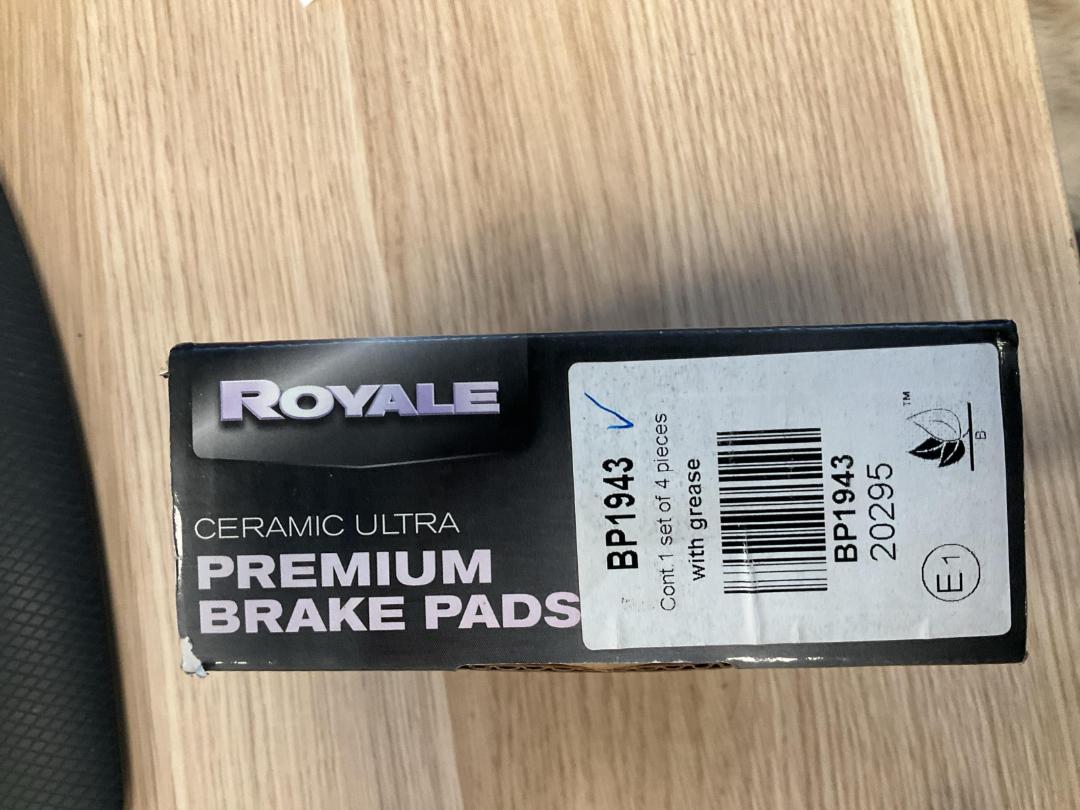 ROYALE
CERAMIC ULTRA
PREMIUM
BRAKE PADS
BP1943
Cont.1 set of 4 pieces
with grease
BP1943
20295
E1
TM
B